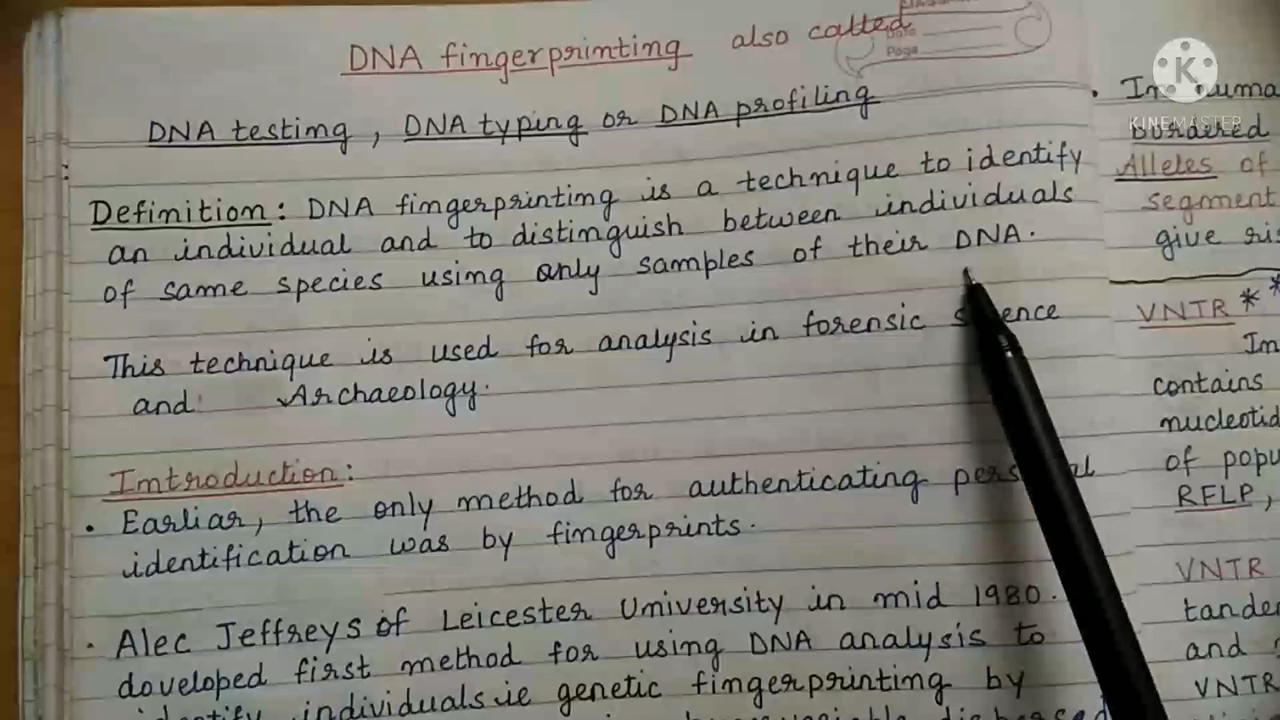 DNA fingerprinting also called
Page
DNA testing, DNA typing or DNA profiling
Definition: DNA fingerprinting is a technique to identify
an individual and to distinguish between individuals
of same species using only samples of their DNA.
This technique is used for analysis in forensic
and Archaeology.
Introduction:
• Earliar, the only method for authenticating
identification was by fingerprints.
• Alec Jeffreys of Leicester University in mid 1980.
doveloped first method for using DNA analysis to
individuals ie genetic fingerprinting by
K
KINEMASTER
Alleles of
segment
give
VNTR **
contains
of
RFLP,
VNTR
and
VNTR